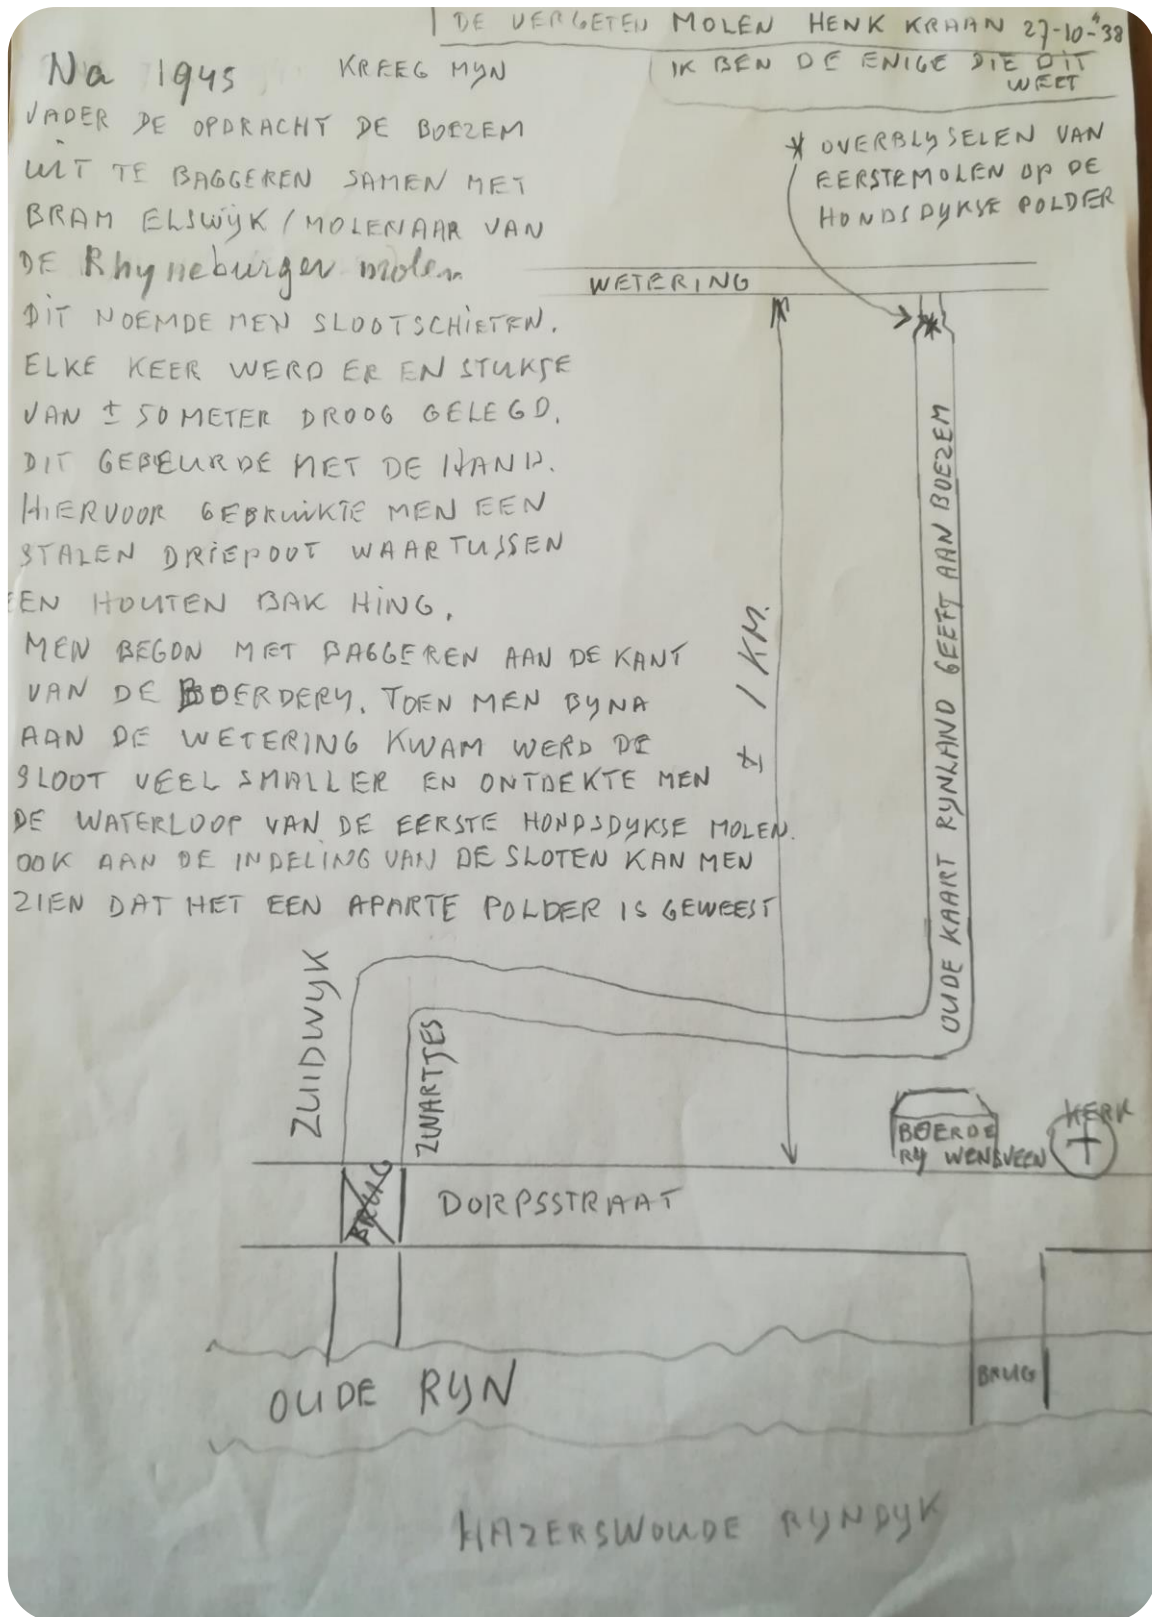 DE VERGETEN MOLEN HENK KRAAN 27-10-"38
IK BEN DE ENIGE DIE DIT
WEET
Na 1945 KREEG MYN
VADER DE OPDRACHT DE BOEZEM
UIT TE BAGGEREN SAMEN MET
BRAM ELSWIJK / MOLENAAR VAN
DE Rhyneburger molen
DIT NOEMDE MEN SLOOTSCHIETEN.
ELKE KEER WERD ER EN STUKJE
VAN ± 50 METER DROOG GELEGD.
DIT GEBEURDE MET DE HAND.
HIERVOOR GEBRUIKTE MEN EEN
STALEN DRIEPOOT WAARTUSSEN
EEN HOUTEN BAK HING.
MEN BEGON MET BAGGEREN AAN DE KANT
VAN DE BOERDERY. TOEN MEN BYNA
AAN DE WETERING KWAM WERD DE
SLOOT VEEL SMALLER EN ONTDEKTE MEN
DE WATERLOOP VAN DE EERSTE HONDSDYKSE MOLEN.
OOK AAN DE INDELING VAN DE SLOTEN KAN MEN
ZIEN DAT HET EEN APARTE POLDER IS GEWEEST
* OVERBLYSELEN VAN
EERSTEMOLEN OP DE
HONDSDYKSE POLDER
WETERING
*
± 1 KM.
OUDE KAART RYNLAND GEEFT AAN BOEZEM
ZUIDWYK
ZWARTJES
BOERDE
RY WENSVEEN
KERK
BRUG
DORPSSTRAAT
OUDE RYN
BRUG
HAZERSWOUDE RYNDYK